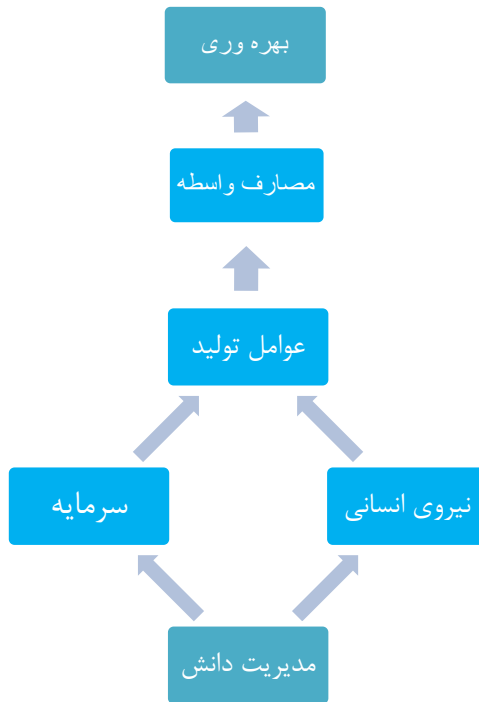 بهره وری
مصارف واسطه
عوامل تولید
نیروی انسانی
سرمایه
مدیریت دانش